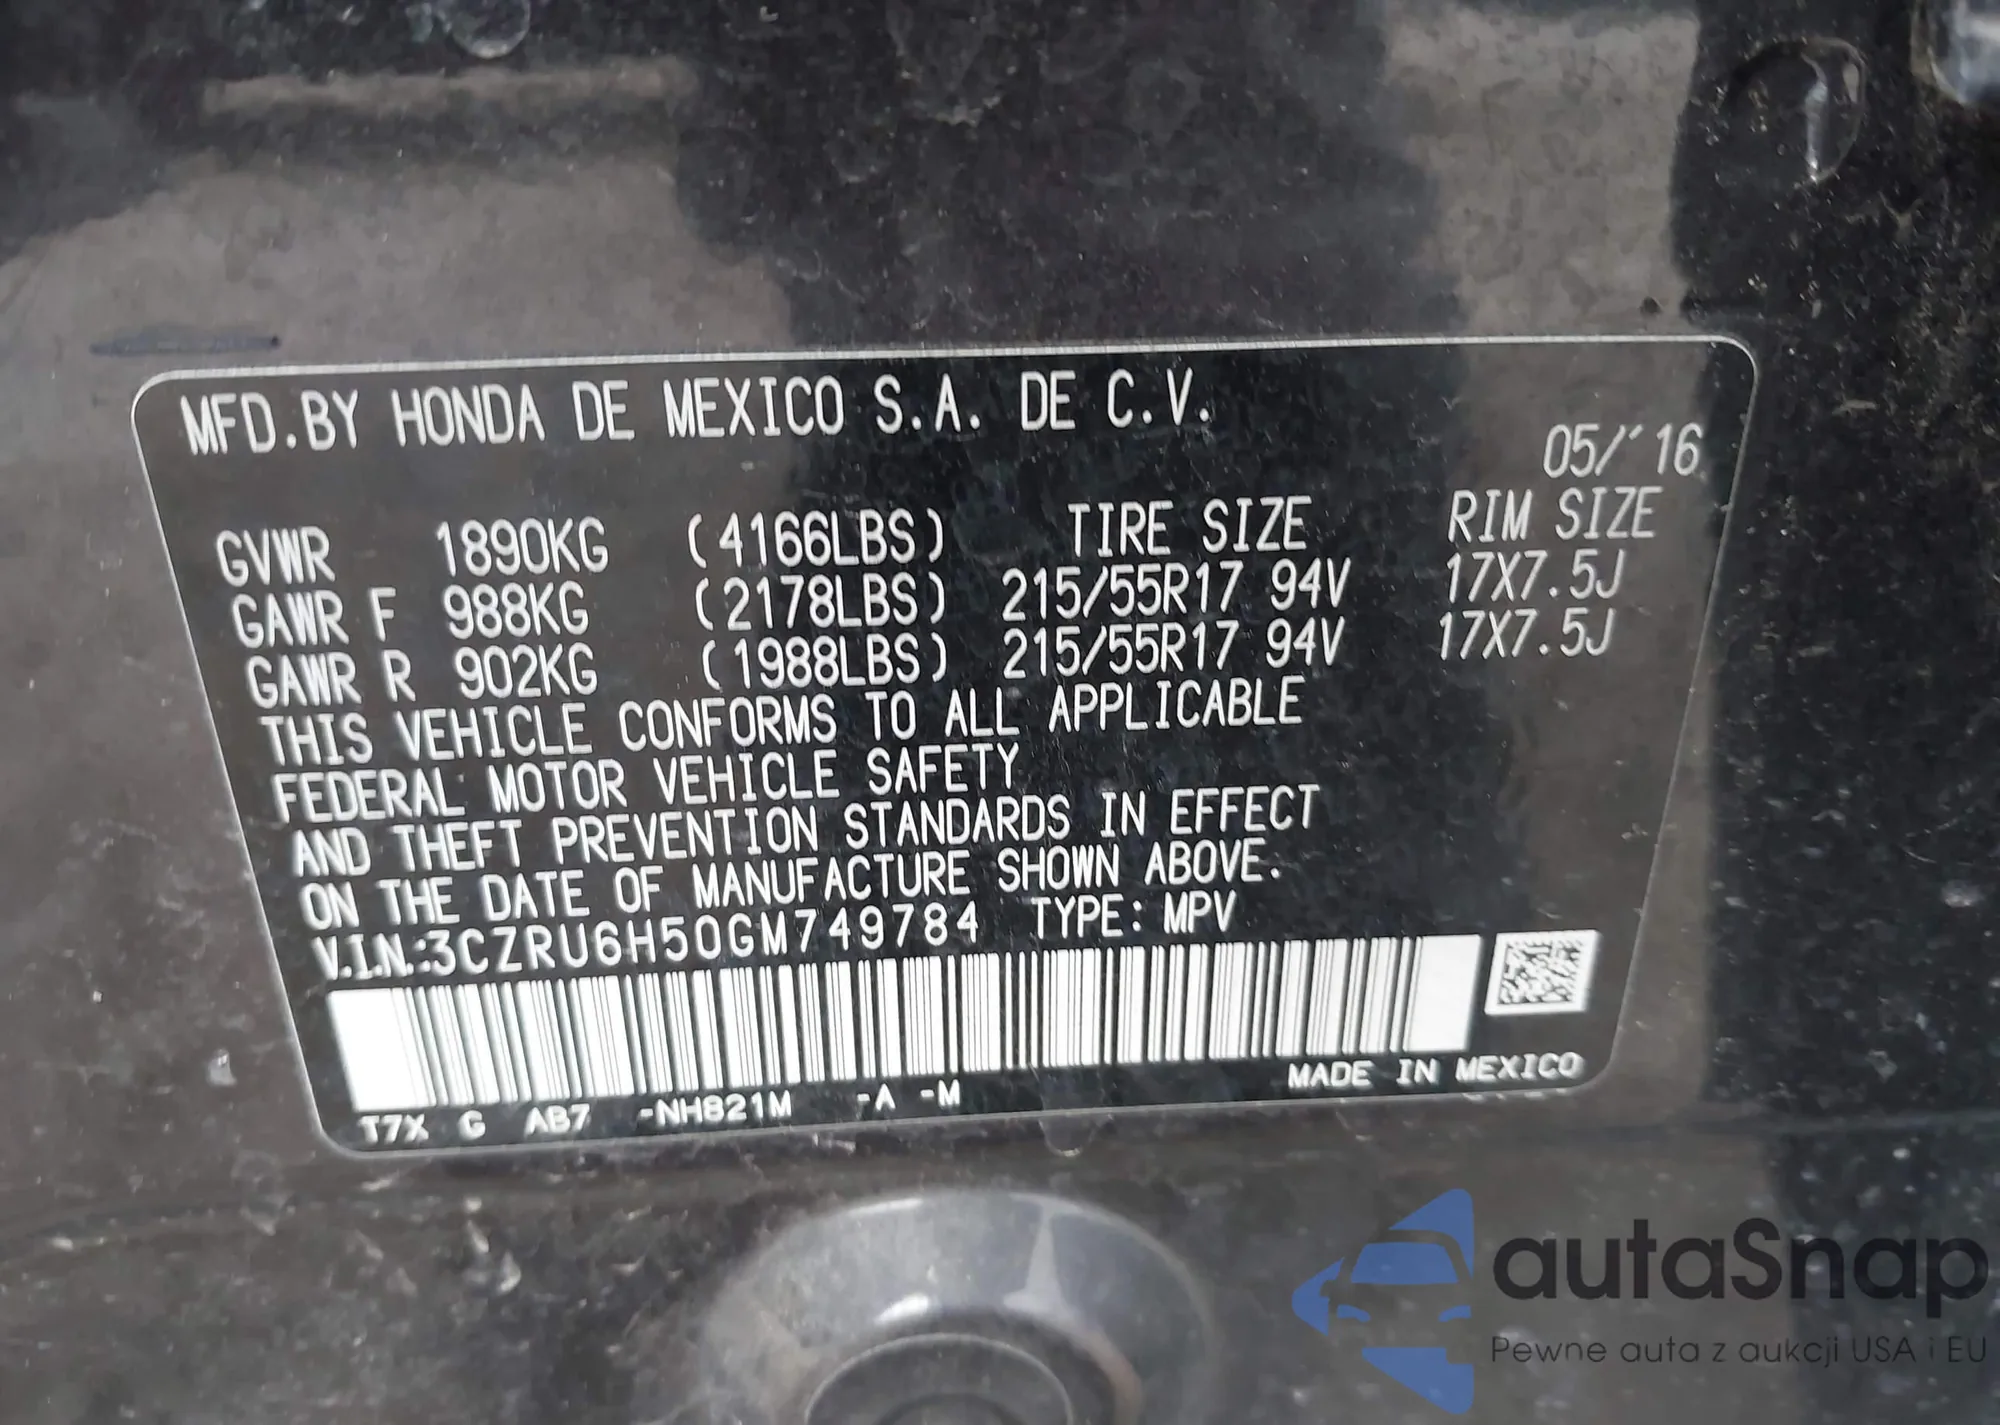 MFD.BY HONDA DE MEXICO S.A. DE C.V.
05/'16
GVWR 1890KG (4166LBS) TIRE SIZE RIM SIZE
GAWR F 988KG (2178LBS) 215/55R17 94V 17X7.5J
GAWR R 902KG (1988LBS) 215/55R17 94V 17X7.5J
THIS VEHICLE CONFORMS TO ALL APPLICABLE
FEDERAL MOTOR VEHICLE SAFETY
AND THEFT PREVENTION STANDARDS IN EFFECT
ON THE DATE OF MANUFACTURE SHOWN ABOVE.
V.I.N.:3CZRU6H50GM749784 TYPE: MPV
MADE IN MEXICO
T7X G AB7 -NH821M -A -M
autaSnap
Pewne auta z aukcji USA i EU